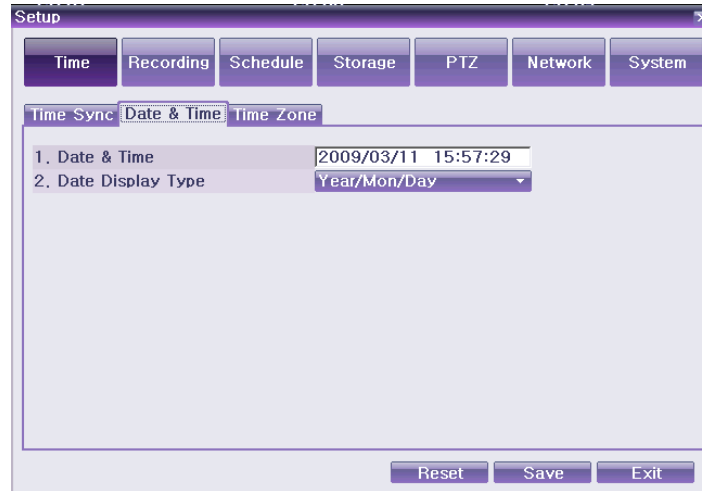 Setup
Time Recording Schedule Storage PTZ Network System
Time Sync Date & Time Time Zone
1. Date & Time 2009/03/11 15:57:29
2. Date Display Type Year/Mon/Day
Reset Save Exit